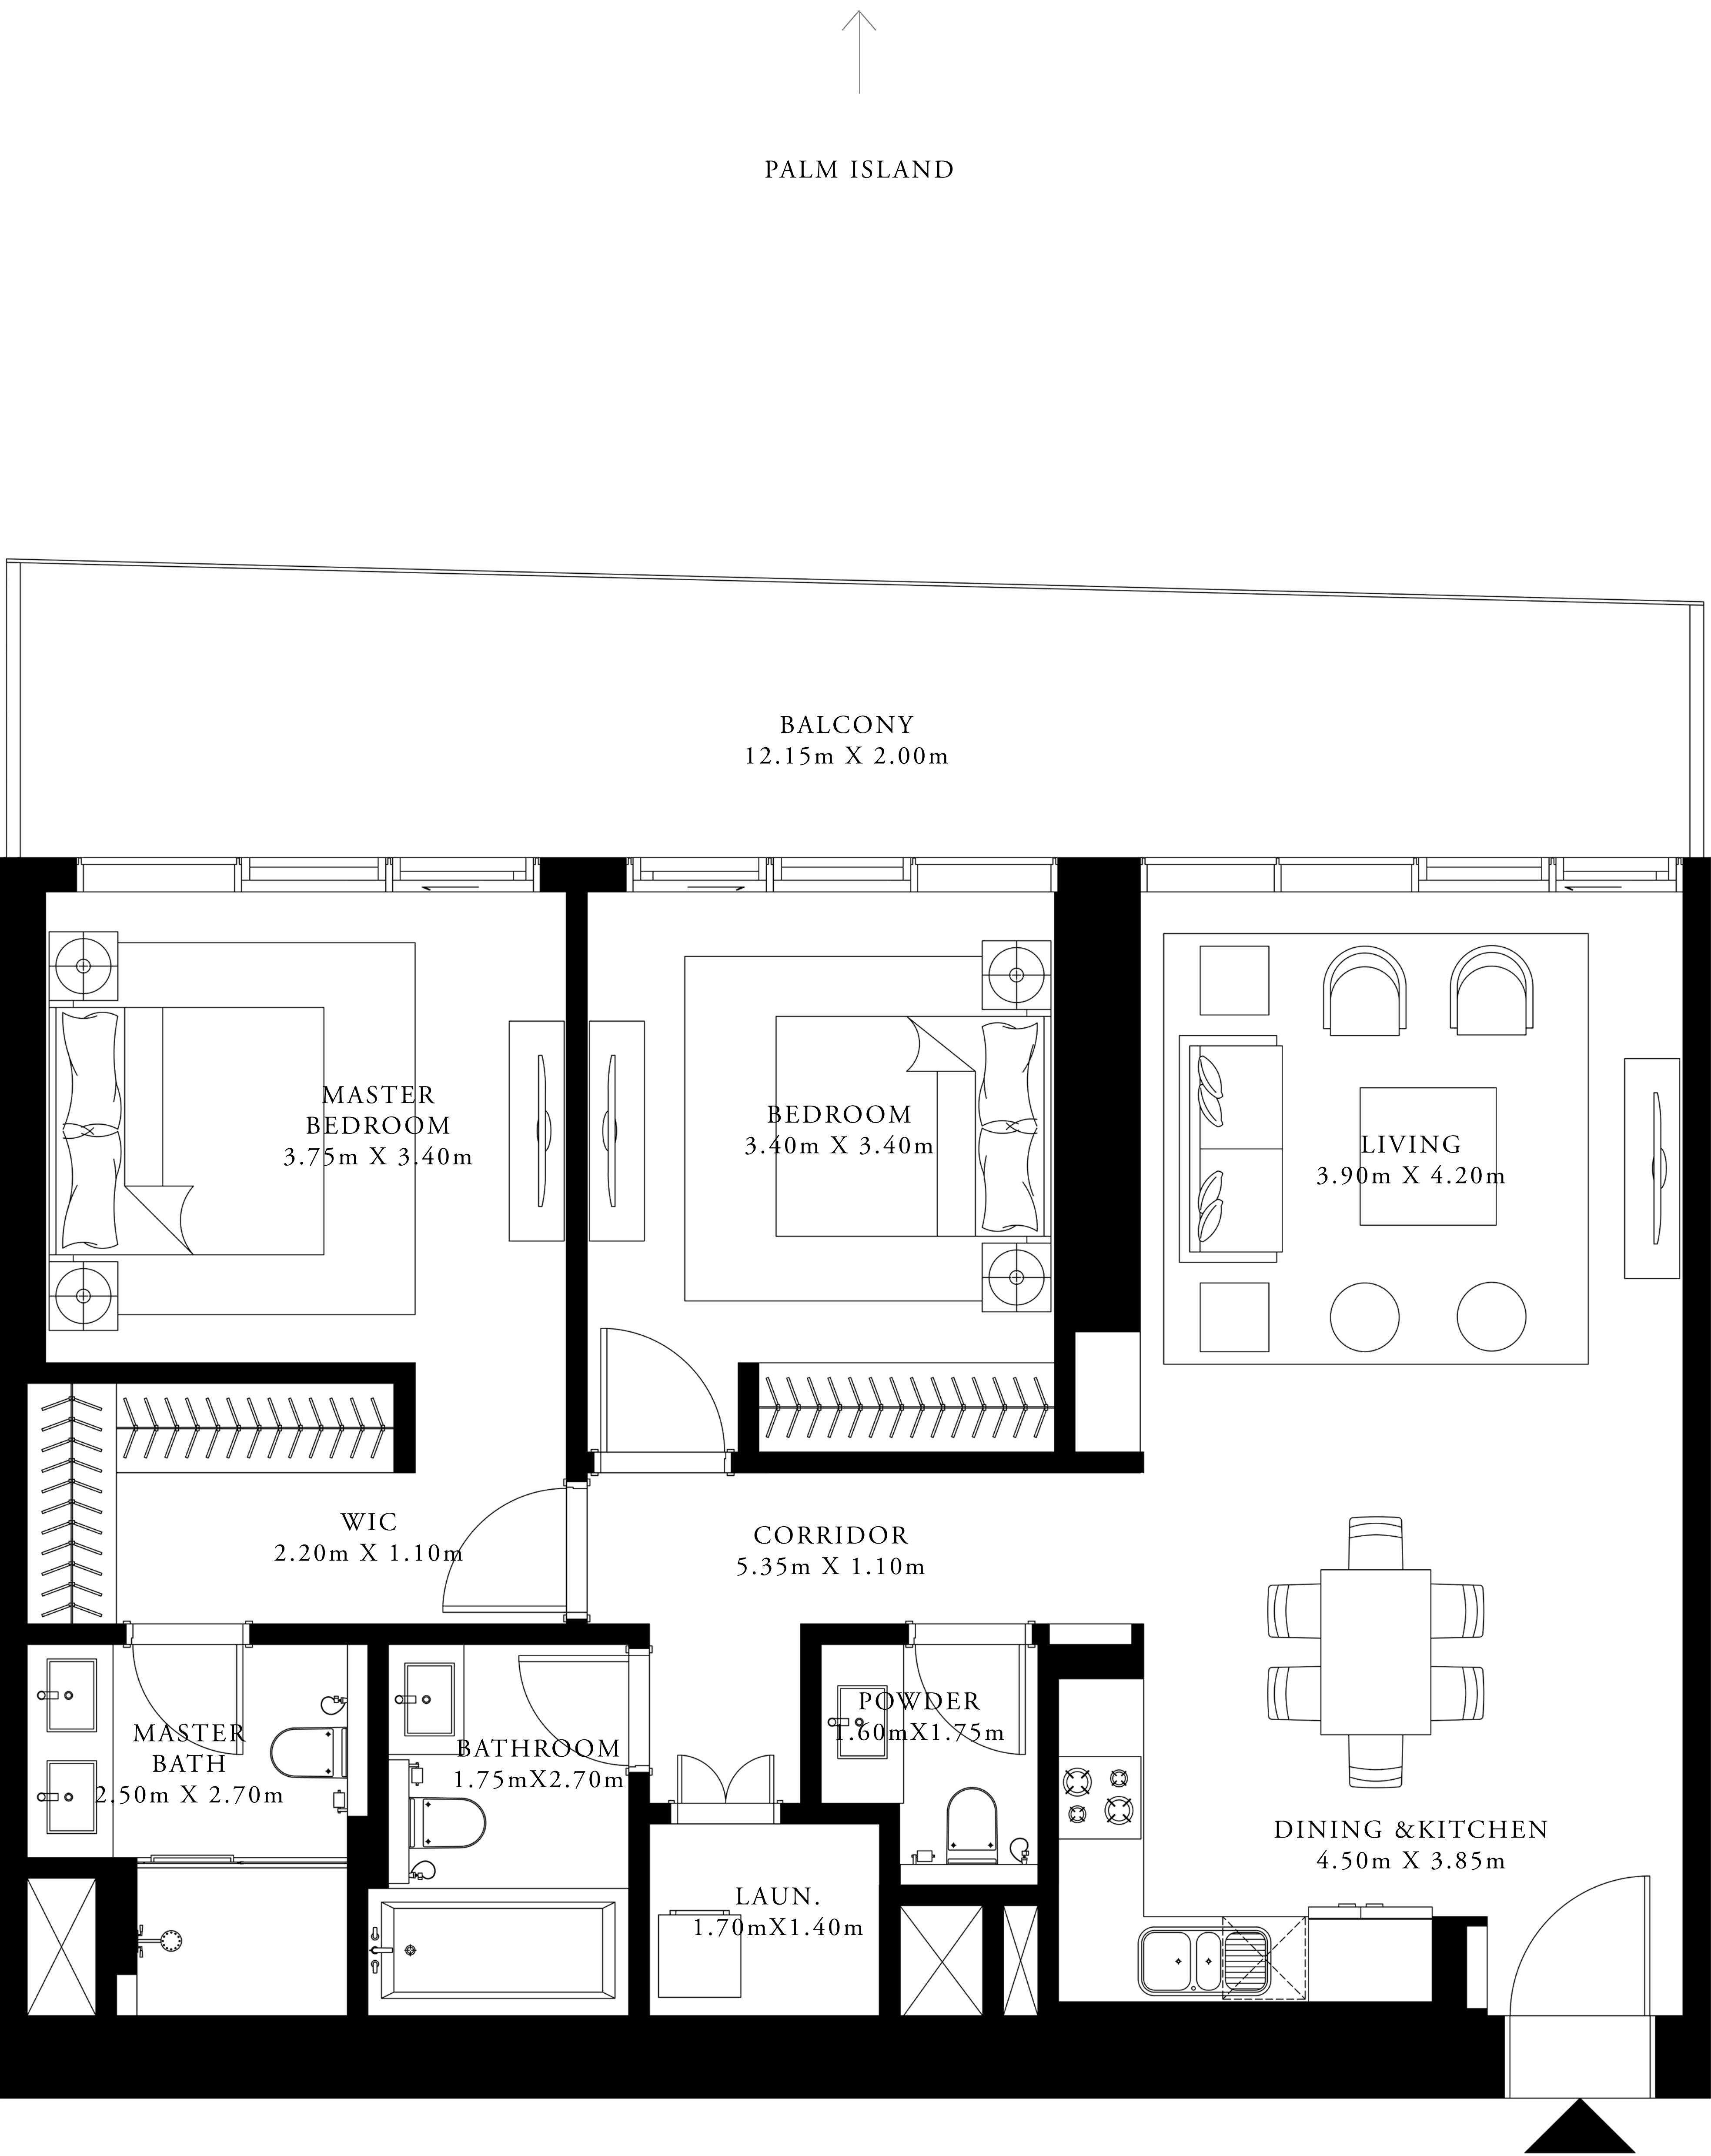 PALM ISLAND
BALCONY
12.15m X 2.00m
MASTER
BEDROOM
3.75m X 3.40m
BEDROOM
3.40m X 3.40m
LIVING
3.90m X 4.20m
WIC
2.20m X 1.10m
CORRIDOR
5.35m X 1.10m
MASTER
BATH
2.50m X 2.70m
BATHROOM
1.75mX2.70m
POWDER
1.60mX1.75m
LAUN.
1.70mX1.40m
DINING &KITCHEN
4.50m X 3.85m